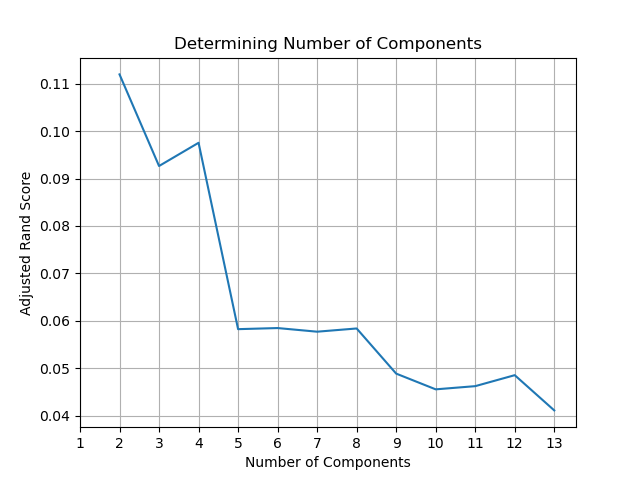 Determining Number of Components
Adjusted Rand Score
0.11
0.10
0.09
0.08
0.07
0.06
0.05
0.04
1 2 3 4 5 6 7 8 9 10 11 12 13
Number of Components